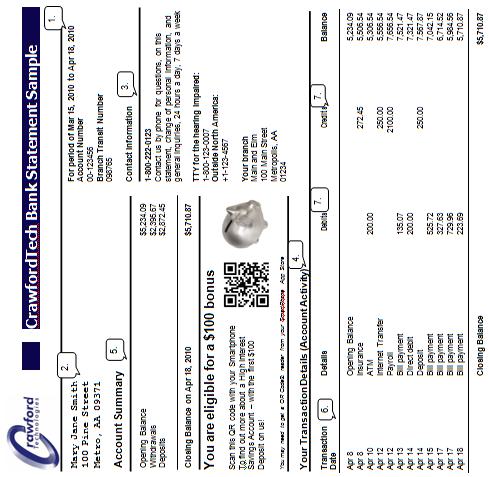 Crawford
Technologies
CrawfordTech Bank Statement Sample
2.
Mary Jane Smith
100 Pine Street
Metro, AA 09371
1.
For period of Mar 15, 2010 to Apr 18, 2010
Account Number
00-123456
Branch Transit Number
098765
Account Summary
5.
Opening Balance $5,234.09
Withdrawals $2,395.67
Deposits $2,872.45
Closing Balance on Apr 18, 2010 $5,710.87
Contact information
3.
1-800-222-0123
Contact us by phone for questions, on this
statement, change of personal information, and
general inquiries, 24 hours a day, 7 days a week
TTY for the hearing impaired:
1-800-123-0007
Outside North America:
+1-123-4567
Your branch
Main and Elm
100 Main Street
Metropolis, AA
01234
You are eligible for a $100 bonus
Scan this QR code with your Smartphone
To find out more about a High Interest
Savings Account – with the first $100
Deposit on us!
You may need to get a QR Code2 reader from your Smartphone App Store
Your Transaction Details (Account Activity)
4.
Transaction Date 6. Details Debits 7. Credits 7. Balance
Apr 8 Opening Balance 5,234.09
Apr 8 Insurance 272.45 5,506.54
Apr 10 ATM 200.00 5,306.54
Apr 12 Internet Transfer 250.00 5,556.54
Apr 12 Payroll 2100.00 7,656.54
Apr 13 Bill payment 135.07 7,521.47
Apr 14 Direct debit 200.00 7,321.47
Apr 14 Deposit 250.00 7,567.87
Apr 15 Bill payment 525.72 7,042.15
Apr 17 Bill payment 327.63 6,714.52
Apr 17 Bill payment 729.96 5,984.56
Apr 18 Bill payment 223.69 5,710.87
Closing Balance $5,710.87